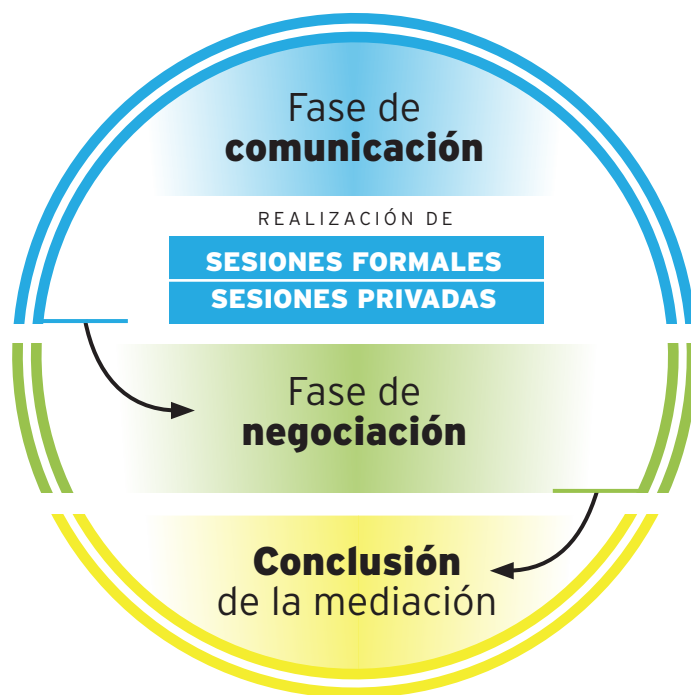 Fase de
comunicación
REALIZACIÓN DE
SESIONES FORMALES
SESIONES PRIVADAS
Fase de
negociación
Conclusión
de la mediación